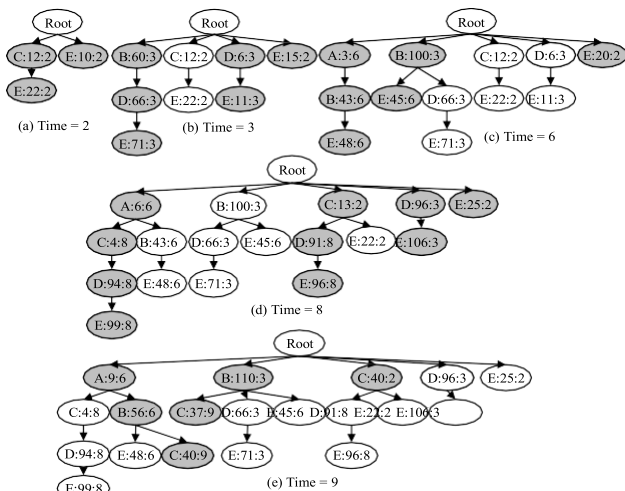 Root
C:12:2 E:10:2
E:22:2
(a) Time = 2
Root
B:60:3 C:12:2 D:6:3 E:15:2
D:66:3 E:22:2 E:11:3
E:71:3
(b) Time = 3
Root
A:3:6 B:100:3 C:12:2 D:6:3 E:20:2
B:43:6 E:45:6 D:66:3 E:22:2 E:11:3
E:48:6 E:71:3
(c) Time = 6
Root
A:6:6 B:100:3 C:13:2 D:96:3 E:25:2
C:4:8 B:43:6 D:66:3 E:45:6 D:91:8 E:22:2 E:106:3
D:94:8 E:48:6 E:71:3 E:96:8
E:99:8
(d) Time = 8
Root
A:9:6 B:110:3 C:40:2 D:96:3 E:25:2
C:4:8 B:56:6 C:37:9 D:66:3 E:45:6 D:91:8 E:22:2 E:106:3
D:94:8 E:48:6 C:40:9 E:71:3 E:96:8
E:99:8
(e) Time = 9